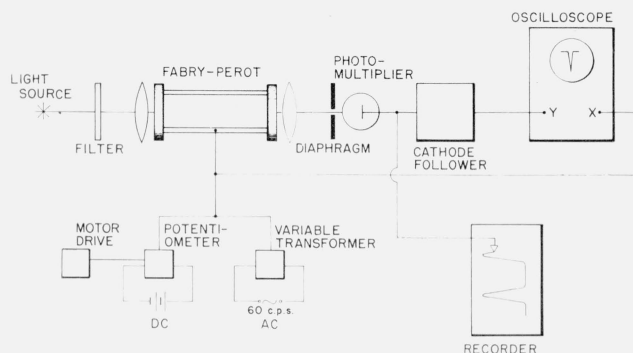 OSCILLOSCOPE
PHOTO-
MULTIPLIER
FABRY-PEROT
LIGHT
SOURCE
Y X
FILTER
DIAPHRAGM
CATHODE
FOLLOWER
MOTOR
DRIVE
POTENTI-
OMETER
VARIABLE
TRANSFORMER
DC
60 c.p.s.
AC
RECORDER